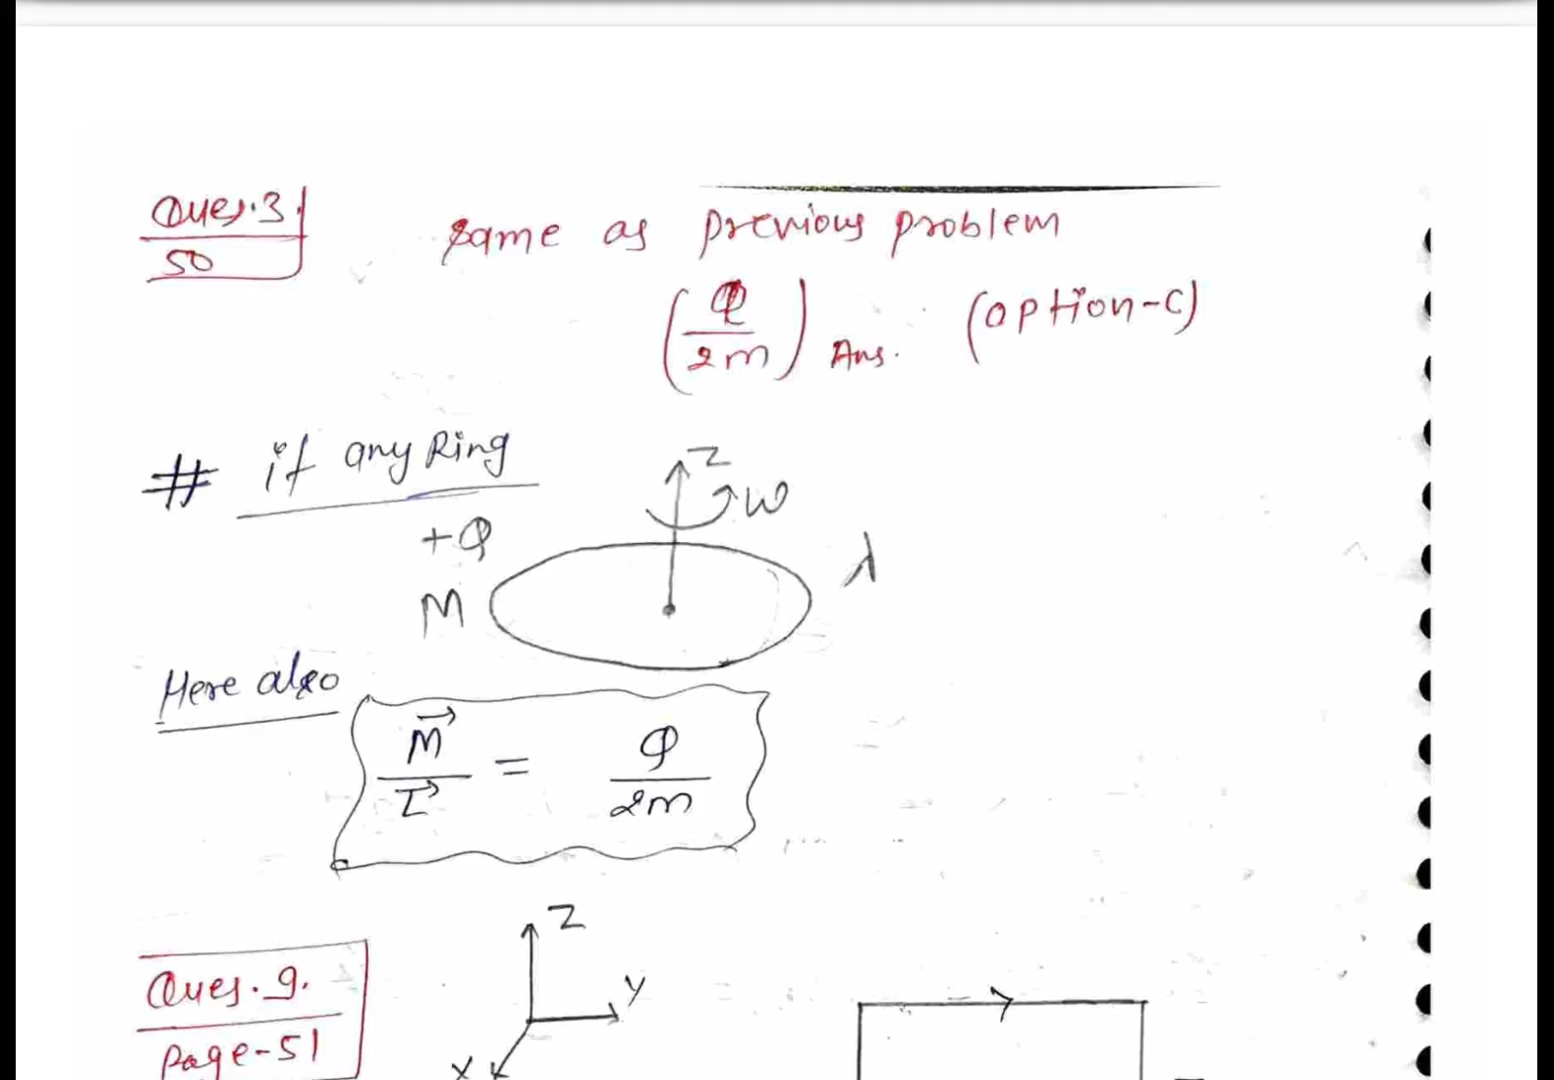 Ques.3.
50
same as previous problem
(Q/2m) Ans. (option-C)
# if any Ring
Z
ω
+Q
λ
M
Here also
M⃗/L⃗ = Q/2m
Z
Ques. 9.
Y
Page-51
X